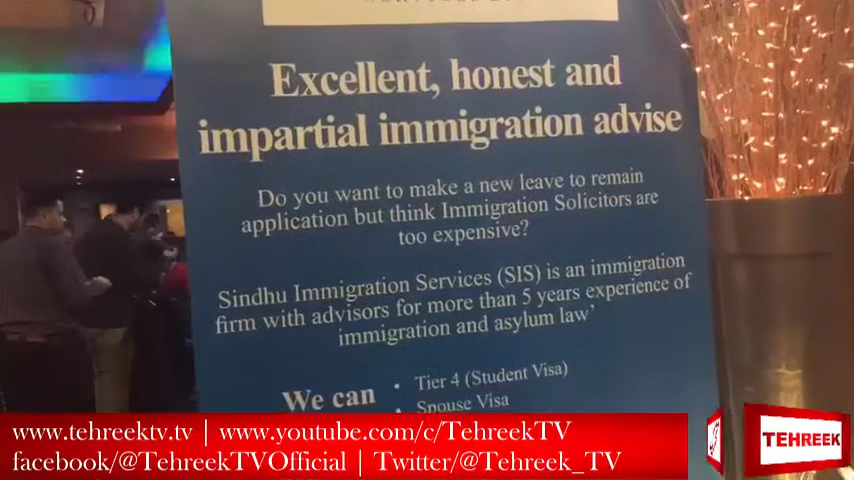 Excellent, honest and
impartial immigration advise
Do you want to make a new leave to remain
application but think Immigration Solicitors are
too expensive?
Sindhu Immigration Services (SIS) is an immigration
firm with advisors for more than 5 years experience of
immigration and asylum law'
We can
• Tier 4 (Student Visa)
• Spouse Visa
www.tehreektv.tv | www.youtube.com/c/TehreekTV
facebook/@TehreekTVOfficial | Twitter/@Tehreek_TV
TEHREEK